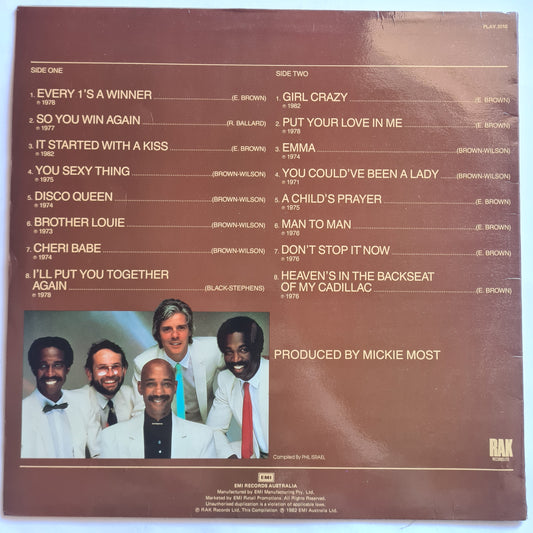 PLAY 1010
SIDE ONE
1. EVERY 1'S A WINNER (E. BROWN)
℗ 1978
2. SO YOU WIN AGAIN (R. BALLARD)
℗ 1977
3. IT STARTED WITH A KISS (E. BROWN)
℗ 1982
4. YOU SEXY THING (BROWN-WILSON)
℗ 1975
5. DISCO QUEEN (BROWN-WILSON)
℗ 1974
6. BROTHER LOUIE (BROWN-WILSON)
℗ 1973
7. CHERI BABE (BROWN-WILSON)
℗ 1974
8. I'LL PUT YOU TOGETHER
AGAIN (BLACK-STEPHENS)
℗ 1978
SIDE TWO
1. GIRL CRAZY (E. BROWN)
℗ 1982
2. PUT YOUR LOVE IN ME (E. BROWN)
℗ 1978
3. EMMA (BROWN-WILSON)
℗ 1974
4. YOU COULD'VE BEEN A LADY (BROWN-WILSON)
℗ 1971
5. A CHILD'S PRAYER (E. BROWN)
℗ 1975
6. MAN TO MAN (E. BROWN)
℗ 1976
7. DON'T STOP IT NOW (E. BROWN)
℗ 1976
8. HEAVEN'S IN THE BACKSEAT
OF MY CADILLAC (E. BROWN)
℗ 1976
PRODUCED BY MICKIE MOST
Compiled By PHIL ISRAEL
RAK
EMI
EMI RECORDS AUSTRALIA
Manufactured by EMI Manufacturing Pty. Ltd.
Marketed by EMI Retail Promotions. All Rights Reserved.
Unauthorised duplication is a violation of applicable laws.
℗ RAK Records Ltd. This Compilation ℗ 1983 EMI Australia Ltd.